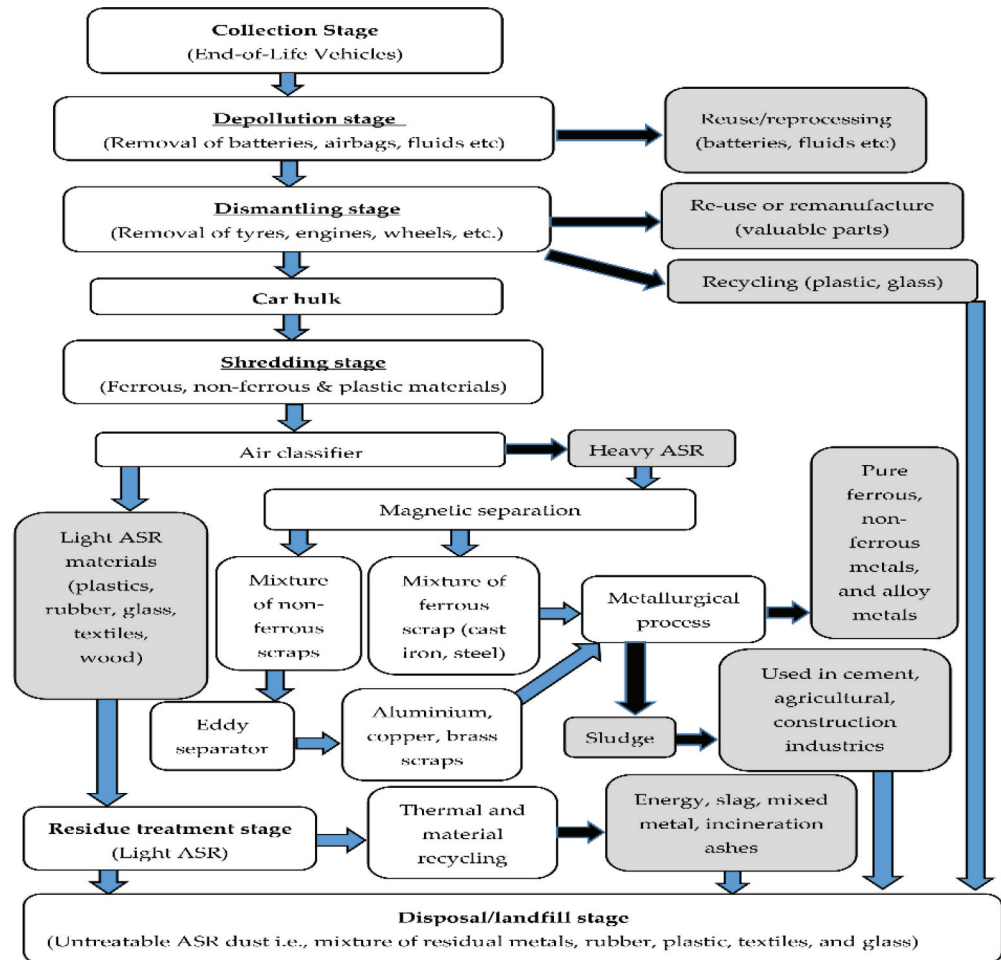 Collection Stage
(End-of-Life Vehicles)
Depollution stage
(Removal of batteries, airbags, fluids etc)
Reuse/reprocessing
(batteries, fluids etc)
Dismantling stage
(Removal of tyres, engines, wheels, etc.)
Re-use or remanufacture
(valuable parts)
Recycling (plastic, glass)
Car hulk
Shredding stage
(Ferrous, non-ferrous & plastic materials)
Air classifier
Heavy ASR
Magnetic separation
Light ASR
materials
(plastics,
rubber, glass,
textiles,
wood)
Mixture
of non-
ferrous
scraps
Mixture of
ferrous
scrap (cast
iron, steel)
Metallurgical
process
Pure
ferrous,
non-
ferrous
metals,
and alloy
metals
Eddy
separator
Aluminium,
copper, brass
scraps
Sludge
Used in cement,
agricultural,
construction
industries
Residue treatment stage
(Light ASR)
Thermal and
material
recycling
Energy, slag, mixed
metal, incineration
ashes
Disposal/landfill stage
(Untreatable ASR dust i.e., mixture of residual metals, rubber, plastic, textiles, and glass)